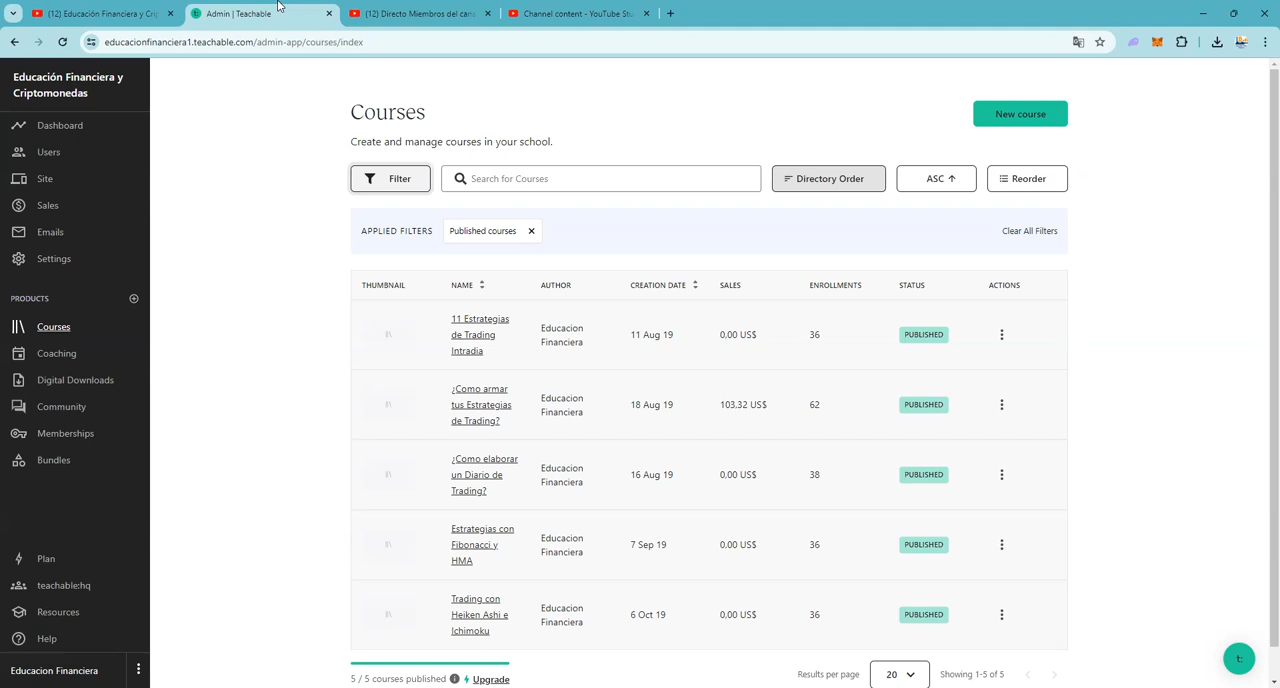 (12) Educación Financiera y Cri
Admin | Teachable
(12) Directo Miembros del cana
Channel content - YouTube Stu
educacionfinanciera1.teachable.com/admin-app/courses/index
Educación Financiera y
Criptomonedas
Dashboard
Users
Site
Sales
Emails
Settings
PRODUCTS
Courses
Coaching
Digital Downloads
Community
Memberships
Bundles
Plan
teachable:hq
Resources
Help
Educacion Financiera
Courses
New course
Create and manage courses in your school.
Filter
Search for Courses
Directory Order
ASC ↑
Reorder
APPLIED FILTERS
Published courses
Clear All Filters
THUMBNAIL NAME AUTHOR CREATION DATE SALES ENROLLMENTS STATUS ACTIONS
11 Estrategias
de Trading
Intradia
Educacion
Financiera
11 Aug 19
0,00 US$
36
PUBLISHED
¿Como armar
tus Estrategias
de Trading?
Educacion
Financiera
18 Aug 19
103,32 US$
62
PUBLISHED
¿Como elaborar
un Diario de
Trading?
Educacion
Financiera
16 Aug 19
0,00 US$
38
PUBLISHED
Estrategias con
Fibonacci y
HMA
Educacion
Financiera
7 Sep 19
0,00 US$
36
PUBLISHED
Trading con
Heiken Ashi e
Ichimoku
Educacion
Financiera
6 Oct 19
0,00 US$
36
PUBLISHED
5 / 5 courses published
Upgrade
Results per page
20
Showing 1-5 of 5
t: